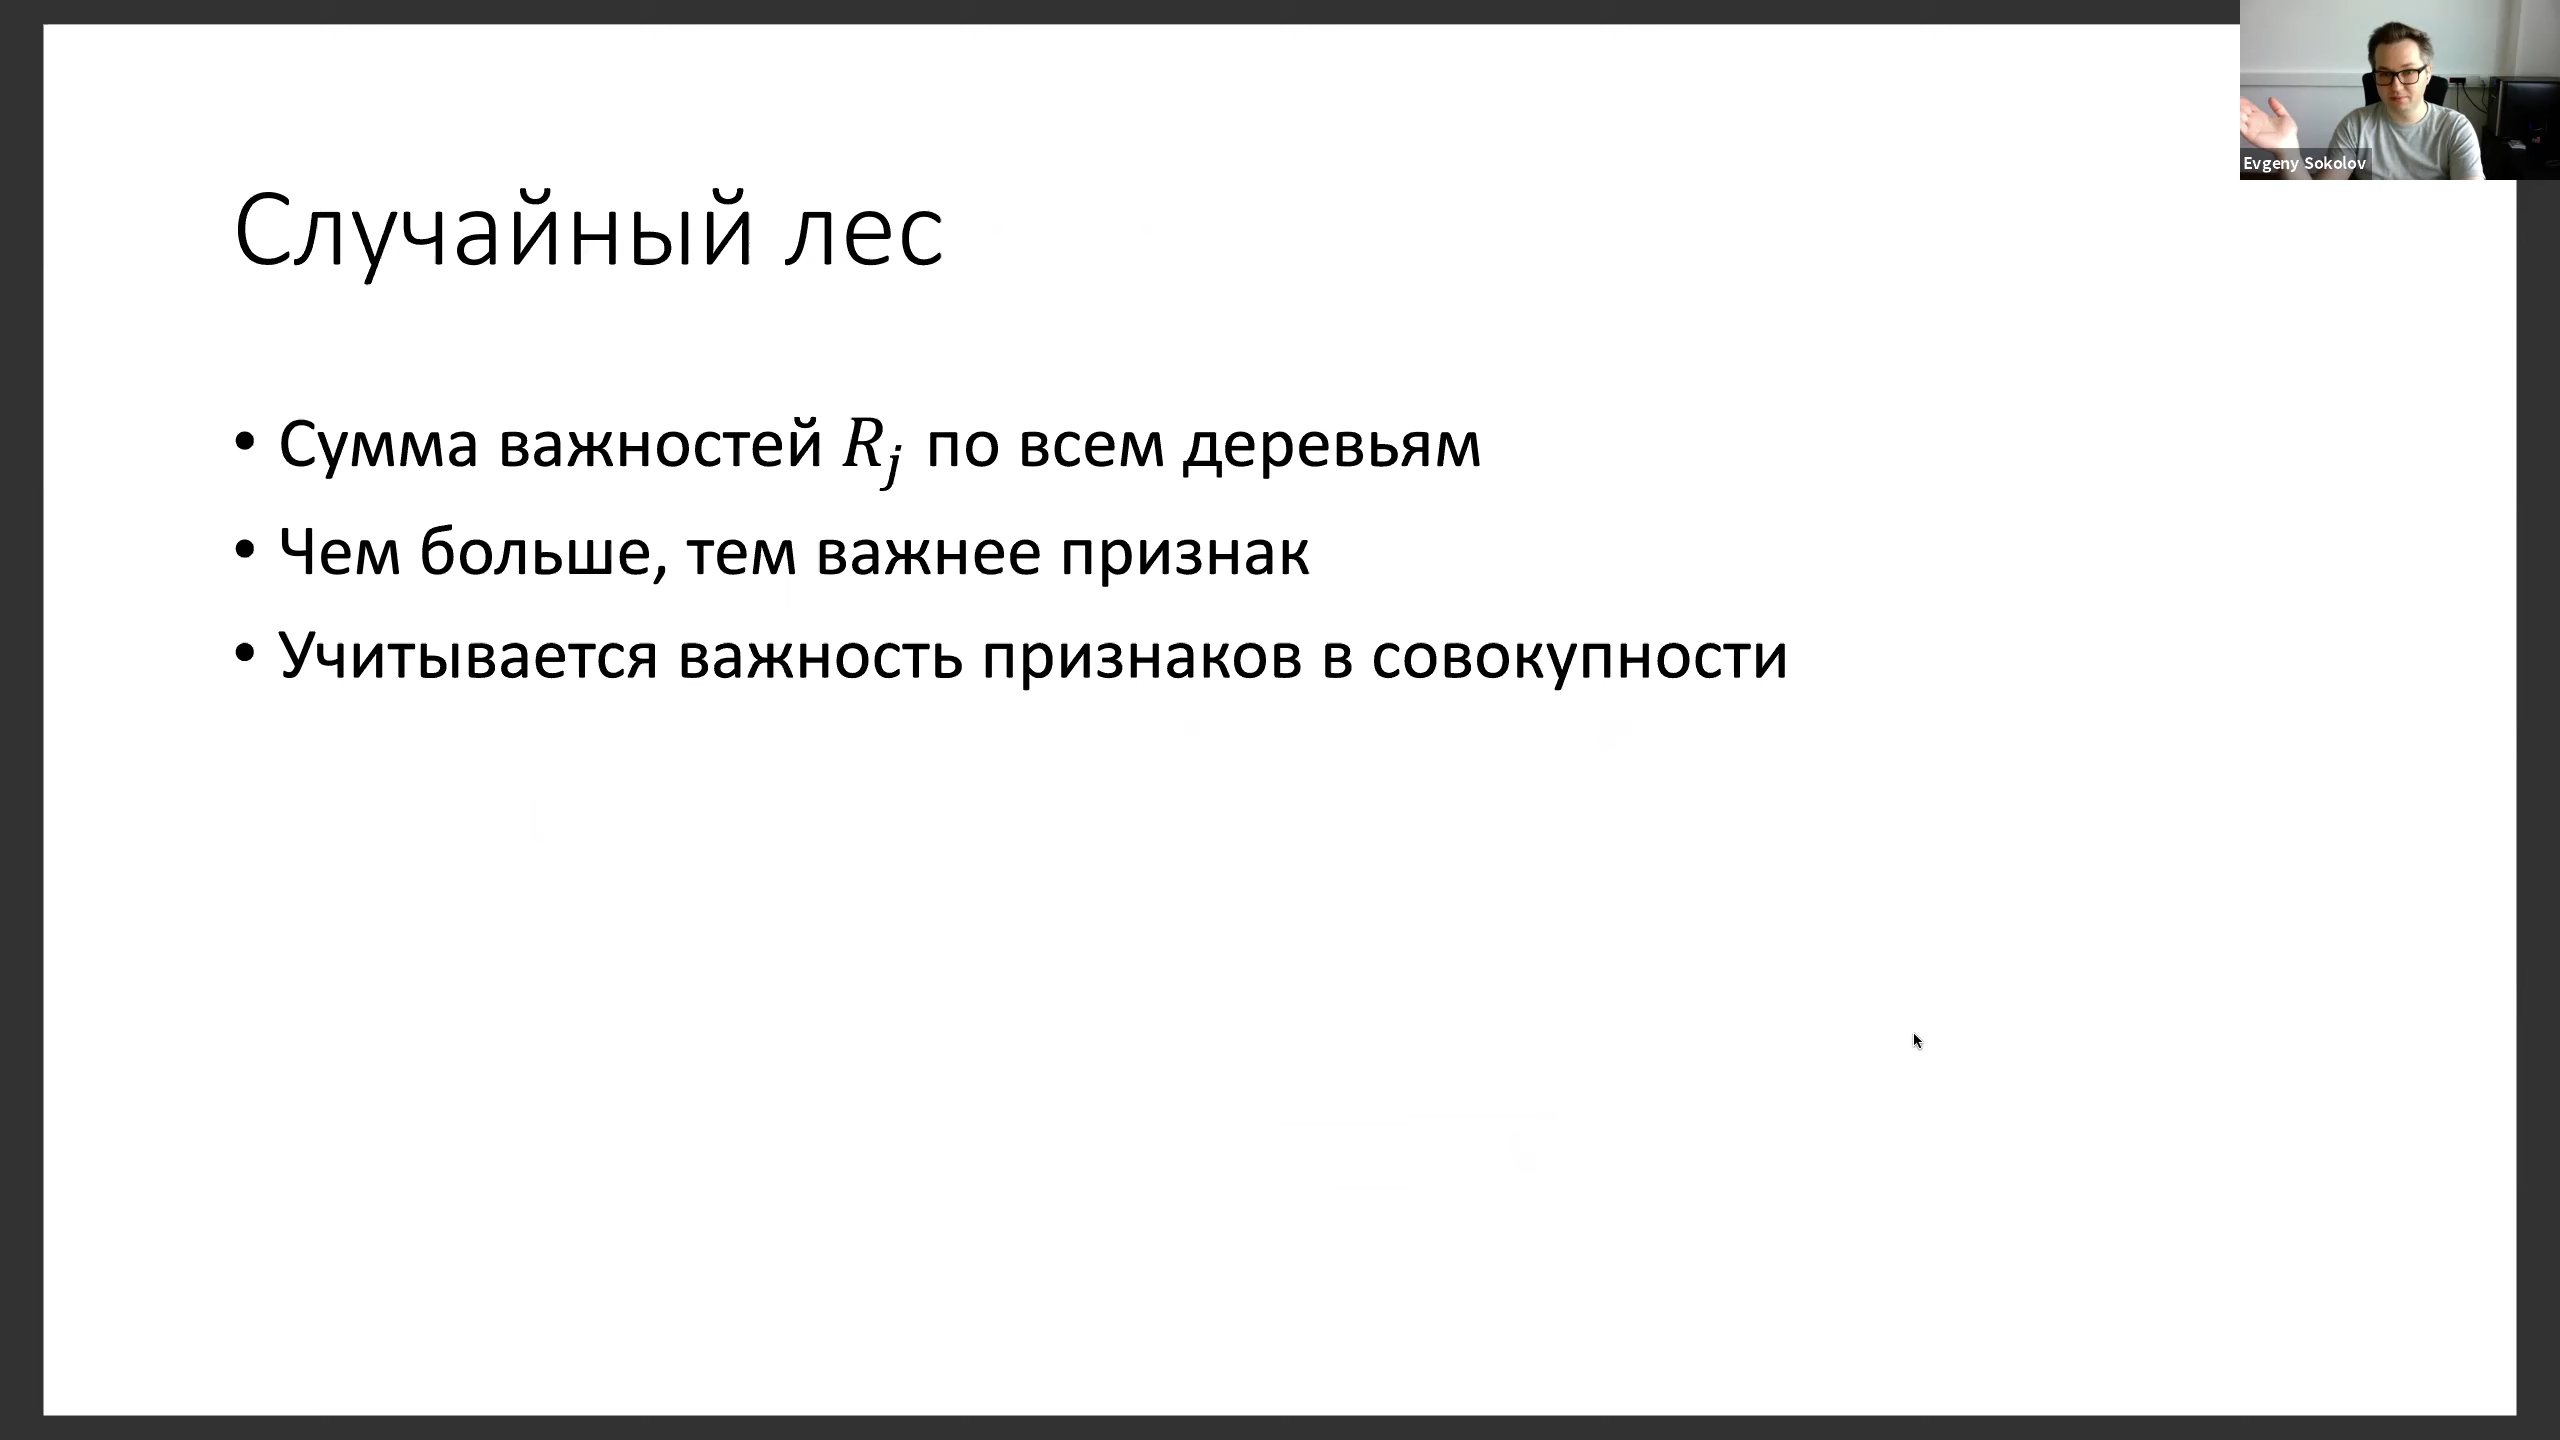 Случайный лес
• Сумма важностей R_j по всем деревьям
• Чем больше, тем важнее признак
• Учитывается важность признаков в совокупности
Evgeny Sokolov